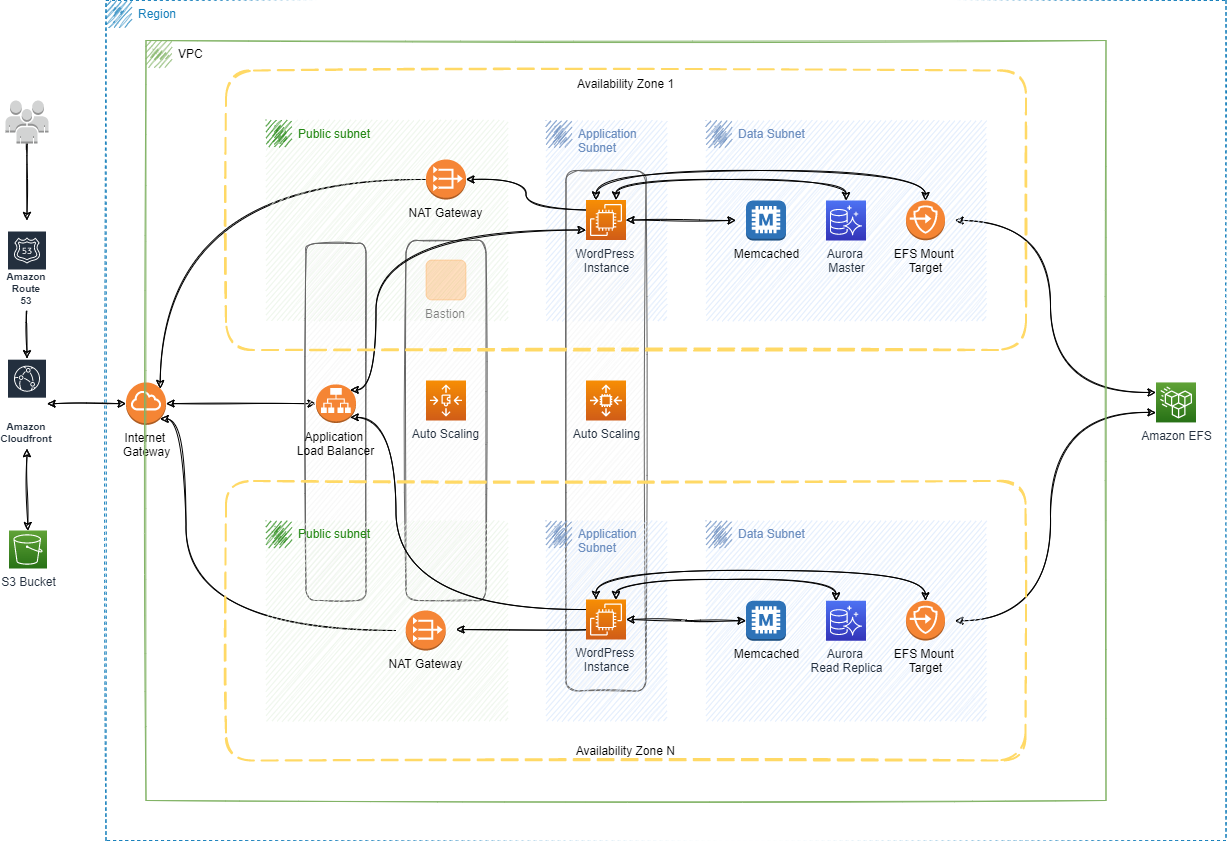 Region
VPC
Availability Zone 1
Public subnet
Application
Subnet
Data Subnet
NAT Gateway
WordPress
Instance
M
Memcached
Aurora
Master
EFS Mount
Target
53
Amazon
Route
53
Bastion
Amazon
Cloudfront
Internet
Gateway
Application
Load Balancer
Auto Scaling
Auto Scaling
Amazon EFS
S3 Bucket
Public subnet
Application
Subnet
Data Subnet
NAT Gateway
WordPress
Instance
M
Memcached
Aurora
Read Replica
EFS Mount
Target
Availability Zone N